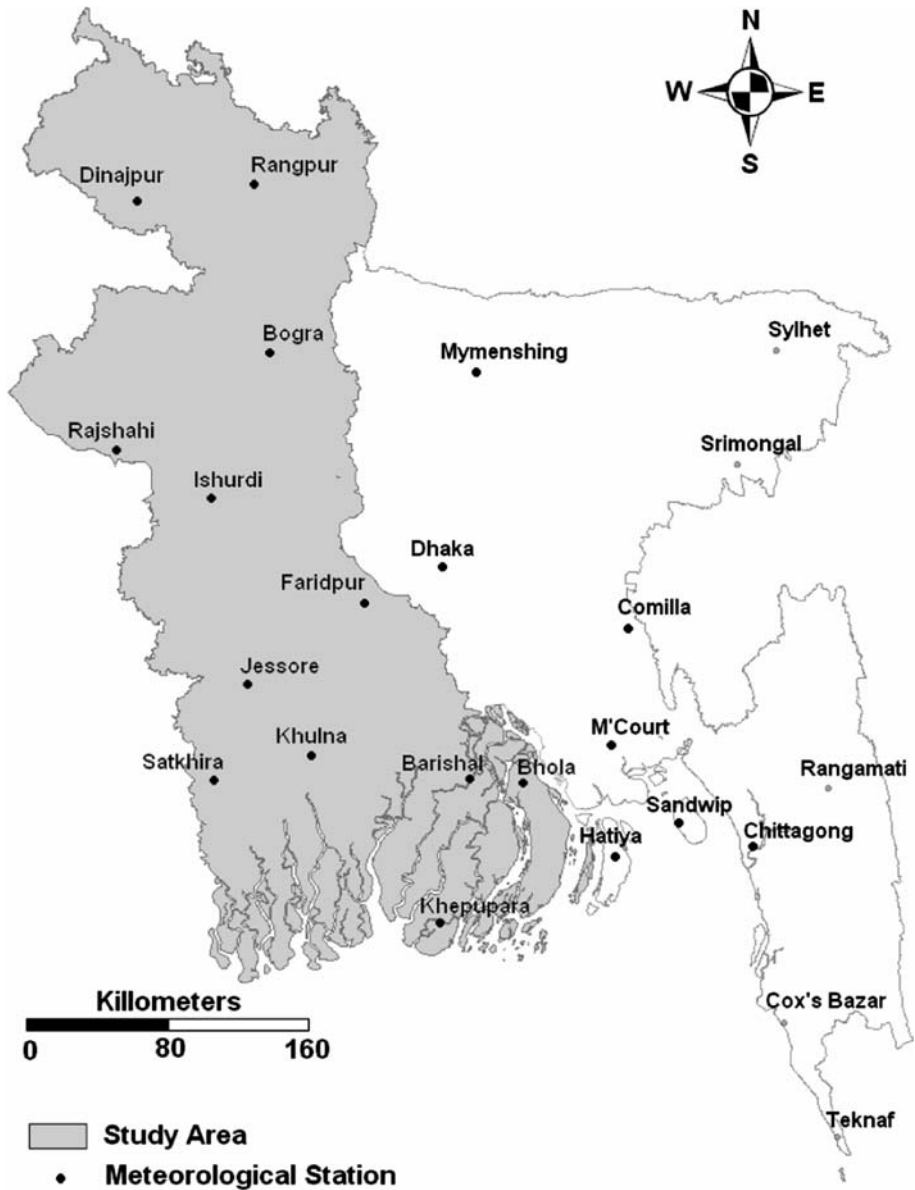 N
W E
S
Dinajpur
Rangpur
Bogra
Mymenshing
Sylhet
Rajshahi
Srimongal
Ishurdi
Dhaka
Faridpur
Comilla
Jessore
M'Court
Khulna
Satkhira
Barishal
Bhola
Rangamati
Sandwip
Hatiya
Chittagong
Khepupara
Killometers
0 80 160
Cox's Bazar
Teknaf
Study Area
Meteorological Station